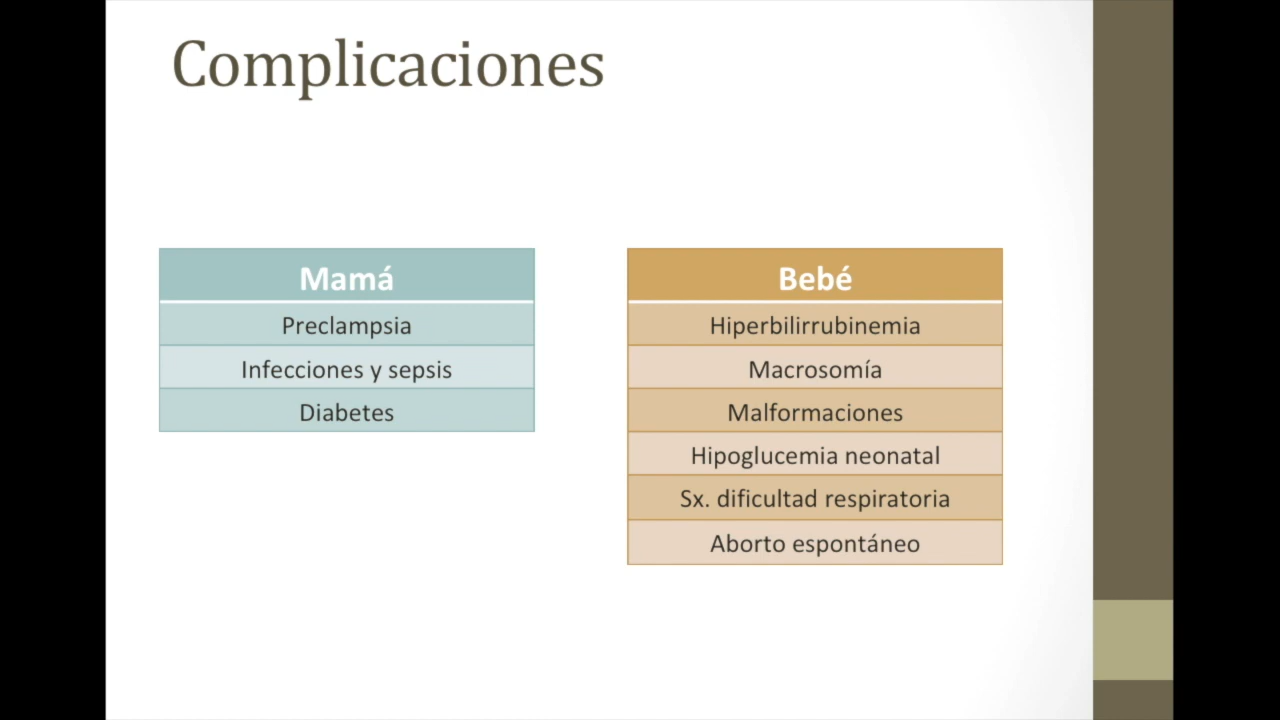 Complicaciones
Mamá
Preclampsia
Infecciones y sepsis
Diabetes
Bebé
Hiperbilirrubinemia
Macrosomía
Malformaciones
Hipoglucemia neonatal
Sx. dificultad respiratoria
Aborto espontáneo